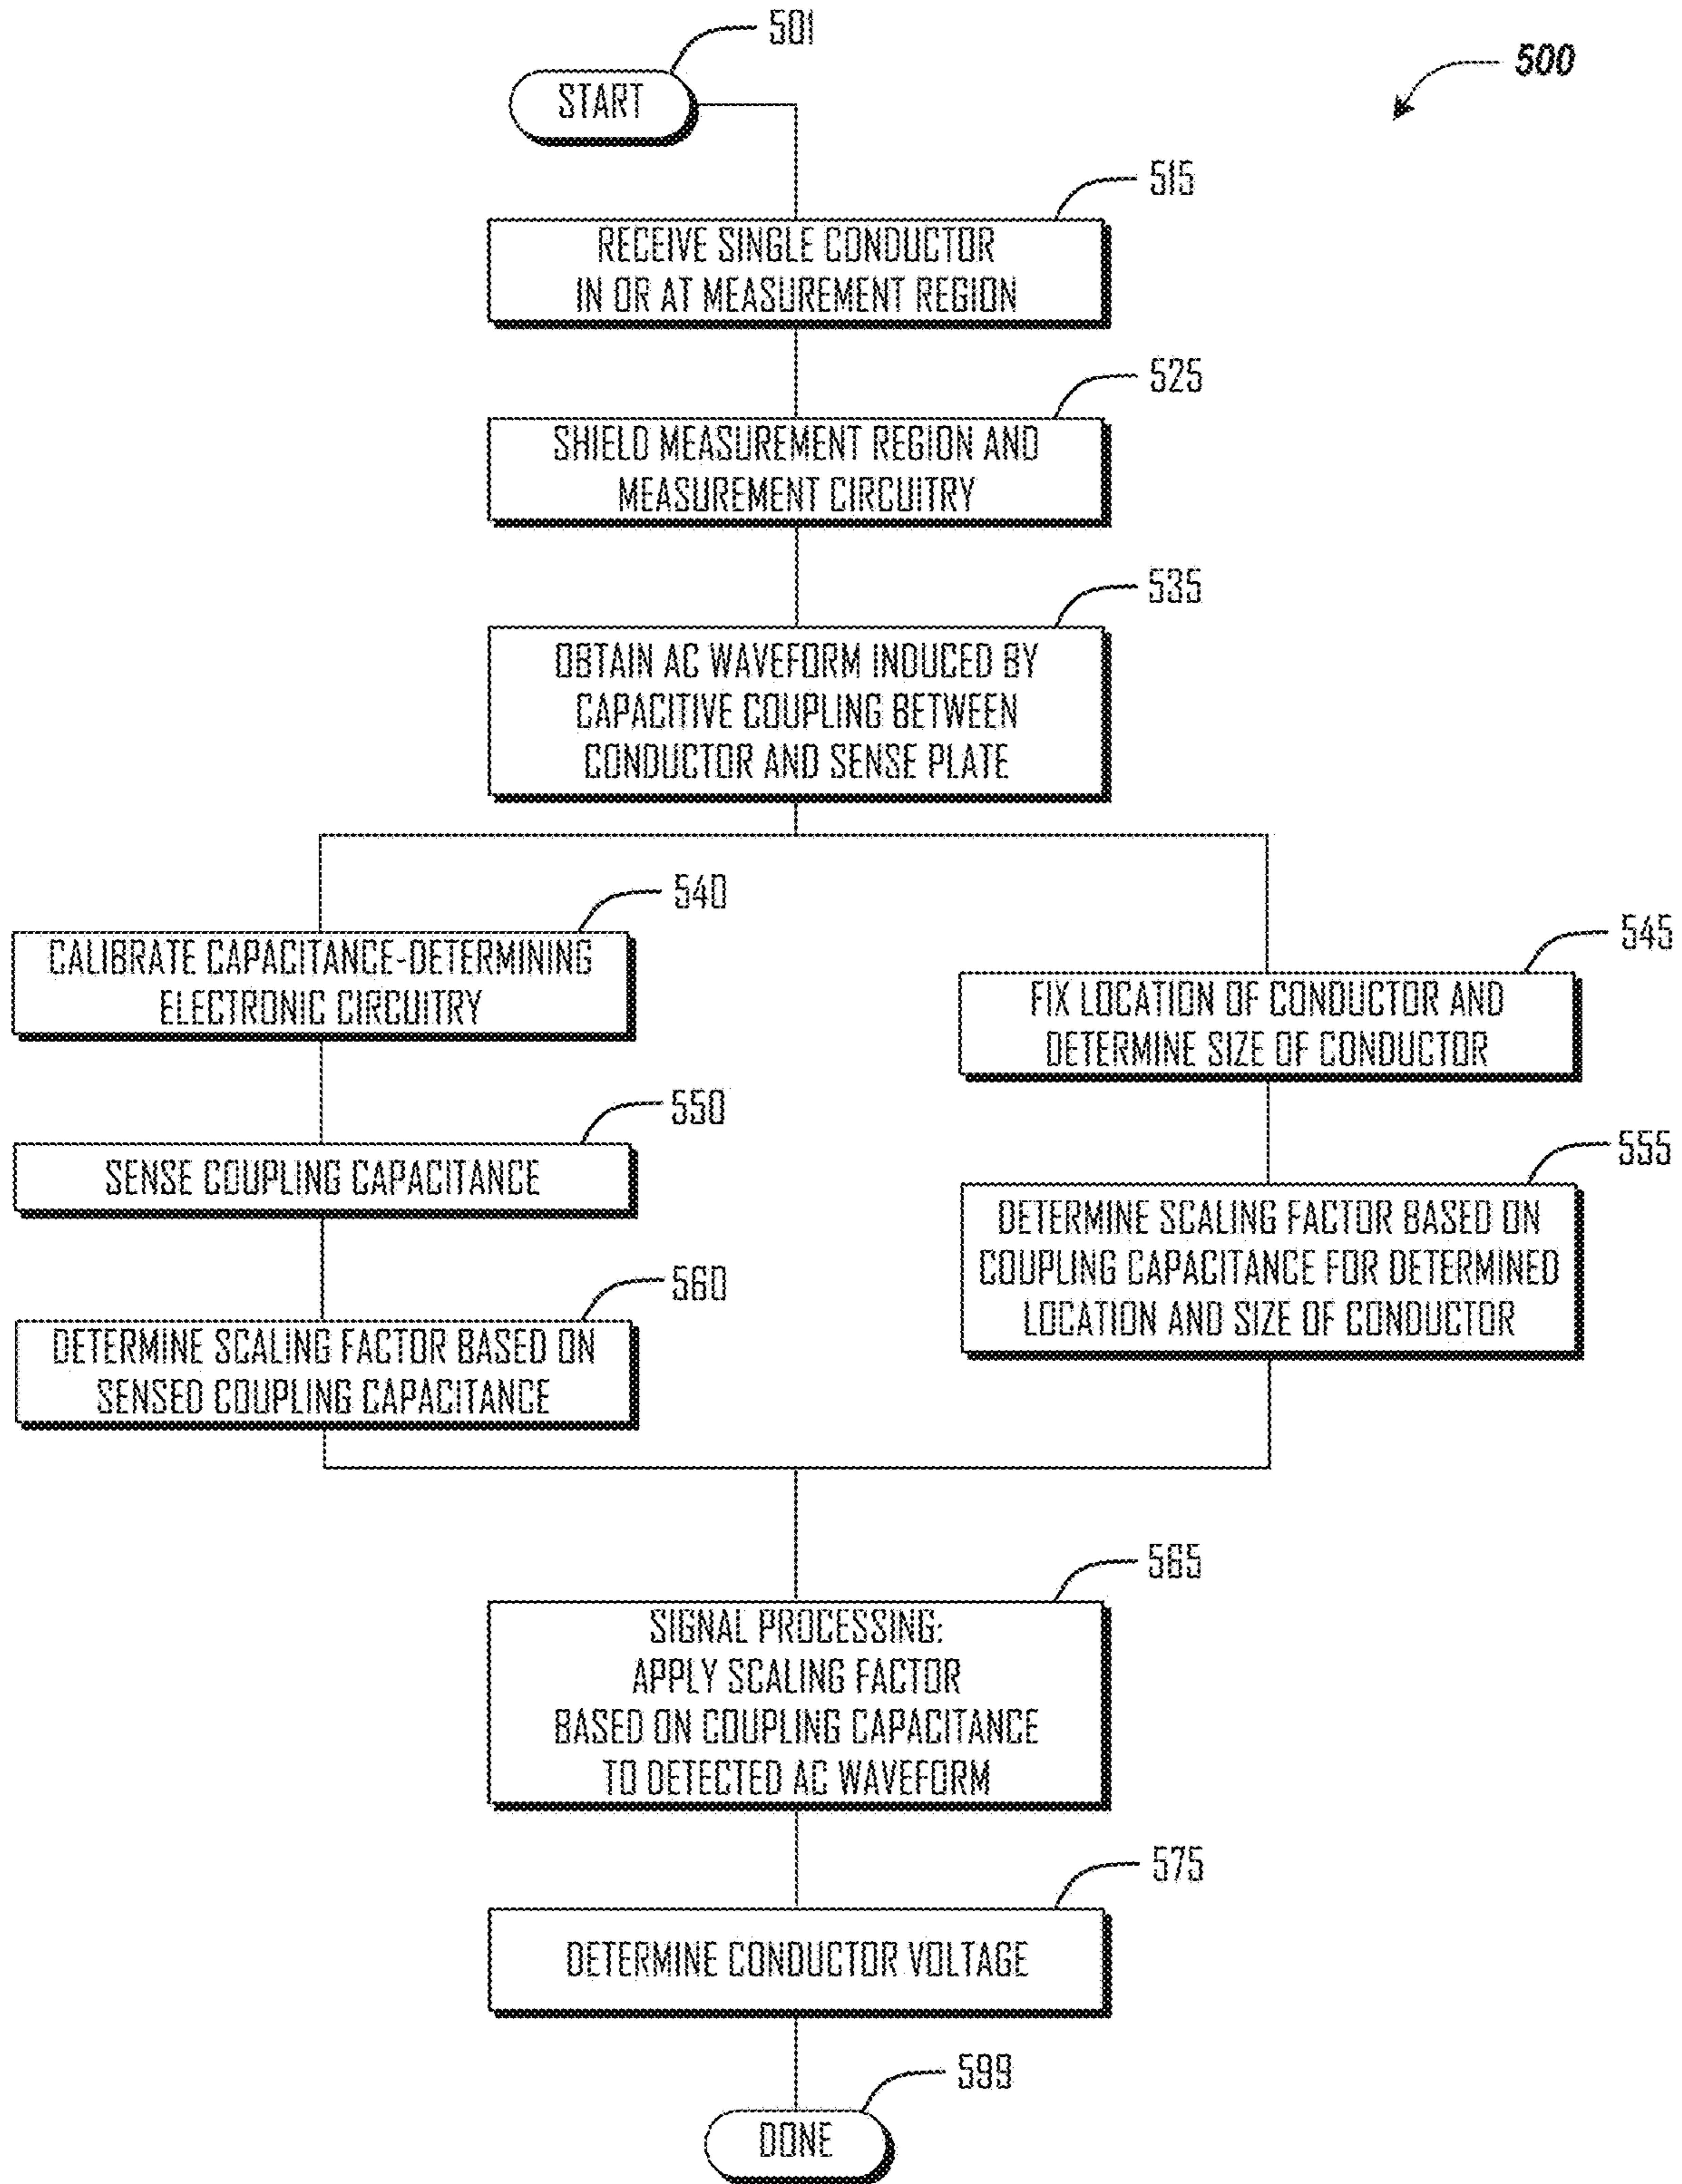 501
500
START
515
RECEIVE SINGLE CONDUCTOR
IN OR AT MEASUREMENT REGION
525
SHIELD MEASUREMENT REGION AND
MEASUREMENT CIRCUITRY
535
OBTAIN AC WAVEFORM INDUCED BY
CAPACITIVE COUPLING BETWEEN
CONDUCTOR AND SENSE PLATE
540
CALIBRATE CAPACITANCE-DETERMINING
ELECTRONIC CIRCUITRY
545
FIX LOCATION OF CONDUCTOR AND
DETERMINE SIZE OF CONDUCTOR
550
SENSE COUPLING CAPACITANCE
555
DETERMINE SCALING FACTOR BASED ON
COUPLING CAPACITANCE FOR DETERMINED
LOCATION AND SIZE OF CONDUCTOR
560
DETERMINE SCALING FACTOR BASED ON
SENSED COUPLING CAPACITANCE
565
SIGNAL PROCESSING:
APPLY SCALING FACTOR
BASED ON COUPLING CAPACITANCE
TO DETECTED AC WAVEFORM
575
DETERMINE CONDUCTOR VOLTAGE
599
DONE